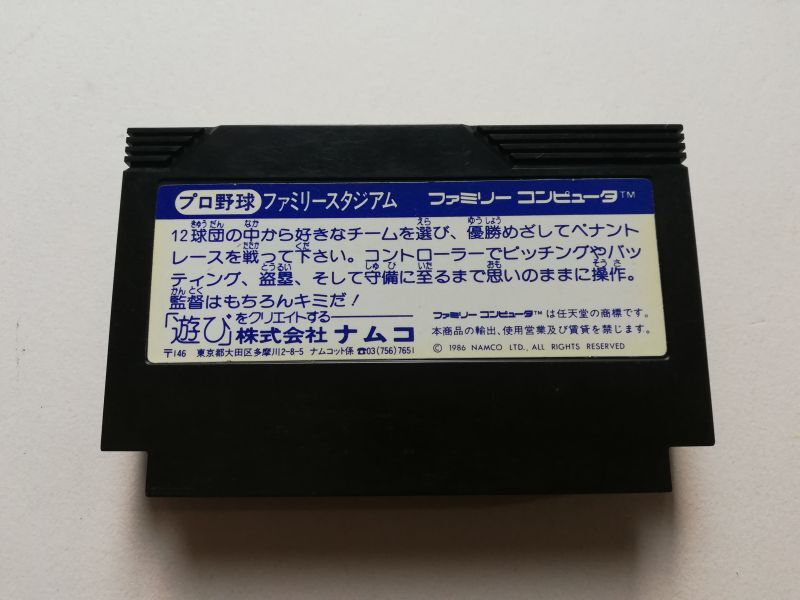 プロ野球 ファミリースタジアム ファミリー コンピュータ™
12球団の中から好きなチームを選び、優勝めざしてペナント
レースを戦って下さい。コントローラーでピッチングやバッ
ティング、盗塁、そして守備に至るまで思いのままに操作。
監督はもちろんキミだ!
「遊び」をクリエイトする——
株式会社 ナムコ
〒146 東京都大田区多摩川2-8-5 ナムコット係 ☎03(756)7651
ファミリー コンピュータ™は任天堂の商標です。
本商品の輸出、使用営業及び賃貸を禁じます。
© 1986 NAMCO LTD., ALL RIGHTS RESERVED